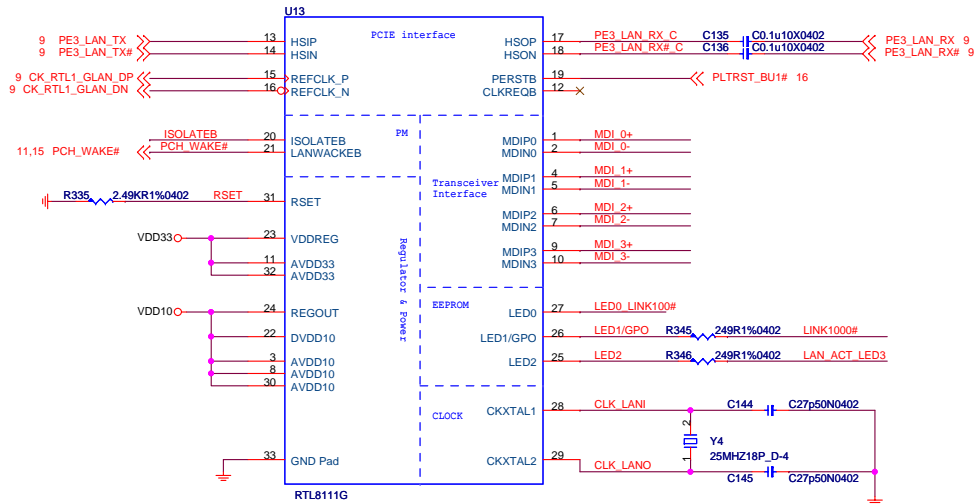 U13
PCIE interface
9 PE3_LAN_TX 13 HSIP
9 PE3_LAN_TX# 14 HSIN
9 CK_RTL1_GLAN_DP 15 REFCLK_P
9 CK_RTL1_GLAN_DN 16 REFCLK_N
HSOP 17 PE3_LAN_RX_C C135 C0.1u10X0402 PE3_LAN_RX 9
HSON 18 PE3_LAN_RX#_C C136 C0.1u10X0402 PE3_LAN_RX# 9
PERSTB 19 PLTRST_BU1# 16
CLKREQB 12
PM
ISOLATEB 20 ISOLATEB
11,15 PCH_WAKE# PCH_WAKE# 21 LANWACKEB
Transceiver
Interface
MDIP0 1 MDI_0+
MDIN0 2 MDI_0-
MDIP1 4 MDI_1+
MDIN1 5 MDI_1-
MDIP2 6 MDI_2+
MDIN2 7 MDI_2-
MDIP3 9 MDI_3+
MDIN3 10 MDI_3-
R335 2.49KR1%0402 RSET 31 RSET
Regulator & Power
VDD33 23 VDDREG
11 AVDD33
32 AVDD33
VDD10 24 REGOUT
22 DVDD10
3 AVDD10
8 AVDD10
30 AVDD10
EEPROM
LED0 27 LED0_LINK100#
LED1/GPO 26 LED1/GPO R345 249R1%0402 LINK1000#
LED2 25 LED2 R346 249R1%0402 LAN_ACT_LED3
CLOCK
CKXTAL1 28 CLK_LANI C144 C27p50N0402
2
Y4
25MHZ18P_D-4
1
33 GND Pad
CKXTAL2 29 CLK_LANO C145 C27p50N0402
RTL8111G